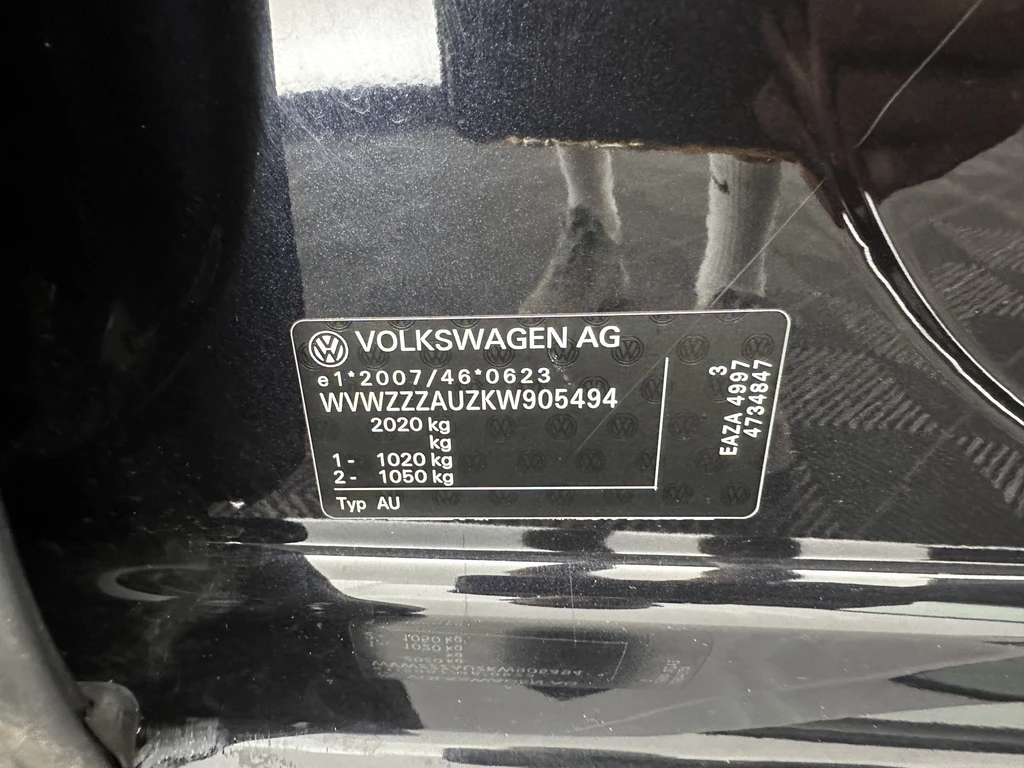 VOLKSWAGEN AG
e1*2007/46*0623
WVWZZZAUZKW905494
2020 kg
kg
1- 1020 kg
2- 1050 kg
Typ AU
3
EAZA 4997
4734847